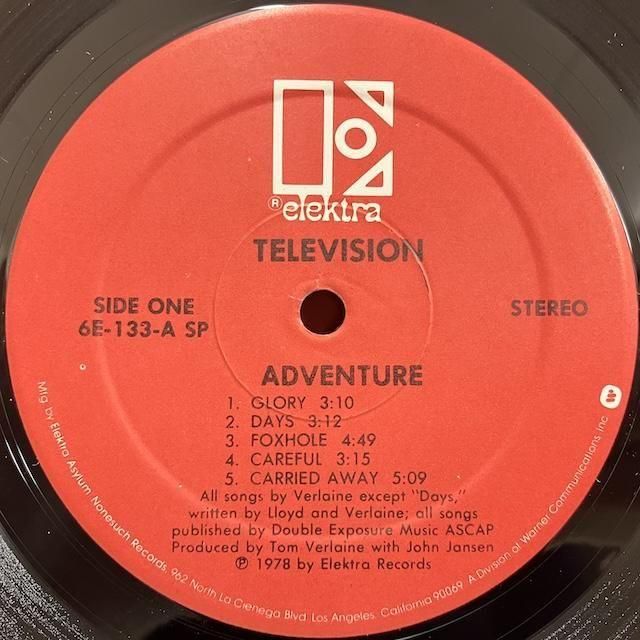 ® elektra
TELEVISION
SIDE ONE
6E-133-A SP
STEREO
ADVENTURE
1. GLORY 3:10
2. DAYS 3:12
3. FOXHOLE 4:49
4. CAREFUL 3:15
5. CARRIED AWAY 5:09
All songs by Verlaine except "Days,"
written by Lloyd and Verlaine; all songs
published by Double Exposure Music ASCAP
Produced by Tom Verlaine with John Jansen
℗ 1978 by Elektra Records
Mfg. by Elektra Asylum Nonesuch Records, 962 North La Cienega Blvd. Los Angeles, California 90069 A Division of Warner Communications Inc.